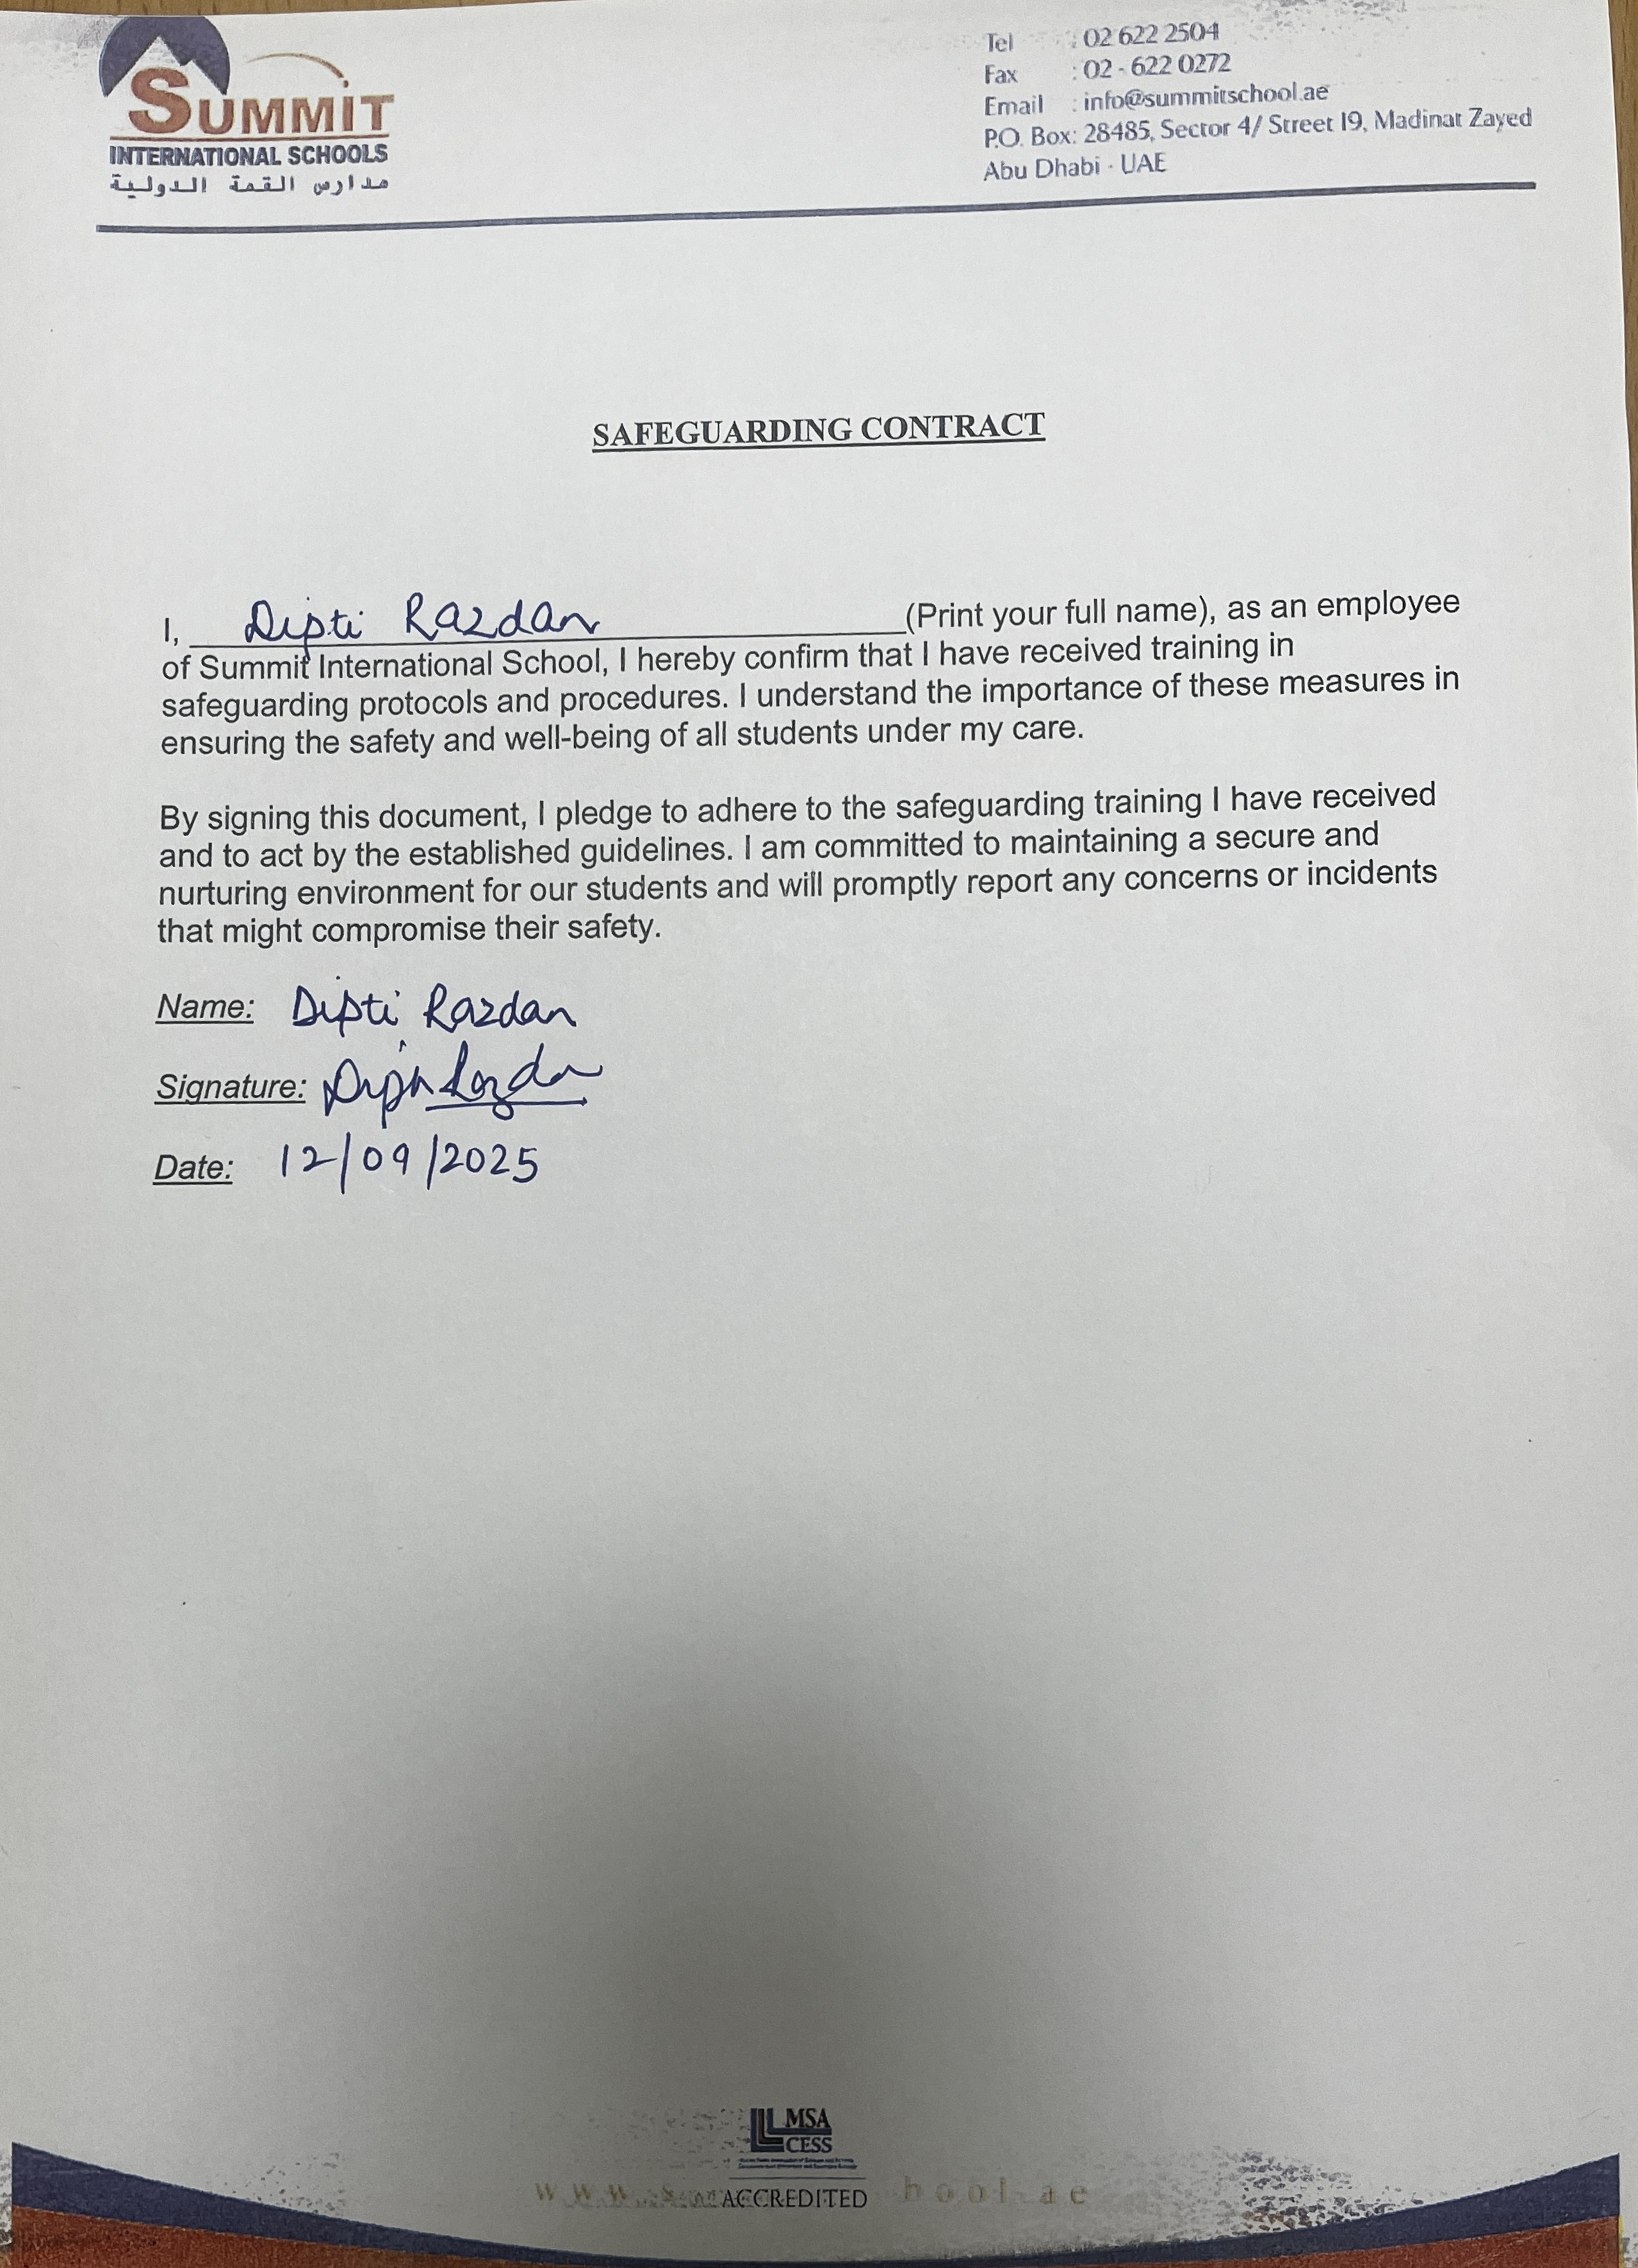 SUMMIT
INTERNATIONAL SCHOOLS
مدارس القمة الدولية
Tel : 02 622 2504
Fax : 02 - 622 0272
Email : info@summitschool.ae
P.O. Box: 28485, Sector 4/ Street 19, Madinat Zayed
Abu Dhabi - UAE
SAFEGUARDING CONTRACT
I, Dipti Razdan (Print your full name), as an employee
of Summit International School, I hereby confirm that I have received training in
safeguarding protocols and procedures. I understand the importance of these measures in
ensuring the safety and well-being of all students under my care.
By signing this document, I pledge to adhere to the safeguarding training I have received
and to act by the established guidelines. I am committed to maintaining a secure and
nurturing environment for our students and will promptly report any concerns or incidents
that might compromise their safety.
Name: Dipti Razdan
Signature: Dipti Razdan
Date: 12/09/2025
MSA
CESS
ACCREDITED